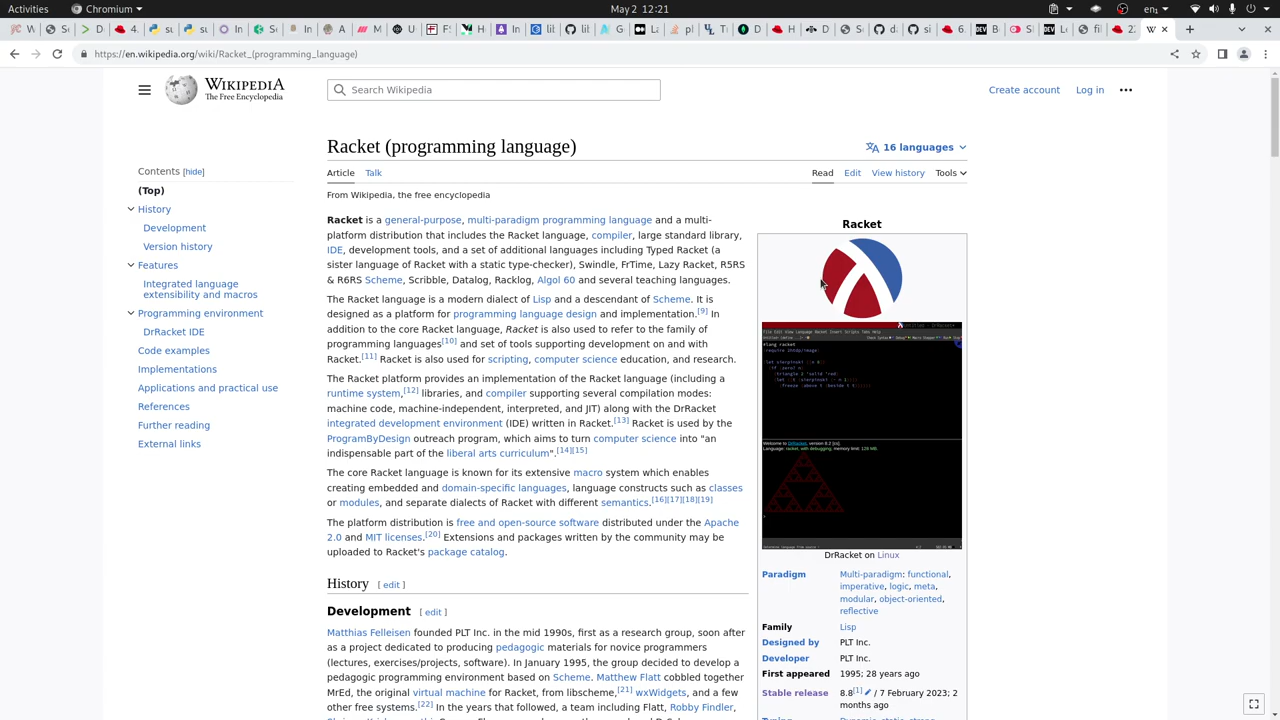 Mar 22 12:21
https://en.wikipedia.org/wiki/Racket_(programming_language)
WIKIPEDIA
The Free Encyclopedia
Search Wikipedia
Create account
Log in
Racket (programming language)
16 languages
Article
Talk
Read
Edit
View history
Tools
From Wikipedia, the free encyclopedia
Contents [hide]
(Top)
History
Development
Version history
Features
Integrated language
extensibility and macros
Programming environment
DrRacket IDE
Code examples
Implementations
Applications and practical use
References
Further reading
External links
Racket is a general-purpose, multi-paradigm programming language and a multi-
platform distribution that includes the Racket language, compiler, large standard library,
IDE, development tools, and a set of additional languages including Typed Racket (a
sister language of Racket with a static type-checker), Swindle, FrTime, Lazy Racket, R5RS
& R6RS Scheme, Scribble, Datalog, Racklog, Algol 60 and several teaching languages.
The Racket language is a modern dialect of Lisp and a descendant of Scheme. It is
designed as a platform for programming language design and implementation.[9] In
addition to the core Racket language, Racket is also used to refer to the family of
programming languages[10] and set of tools supporting development on and with
Racket.[11] Racket is also used for scripting, computer science education, and research.
The Racket platform provides an implementation of the Racket language (including a
runtime system,[12] libraries, and compiler supporting several compilation modes:
machine code, machine-independent, interpreted, and JIT) along with the DrRacket
integrated development environment (IDE) written in Racket.[13] Racket is used by the
ProgramByDesign outreach program, which aims to turn computer science into "an
indispensable part of the liberal arts curriculum".[14][15]
The core Racket language is known for its extensive macro system which enables
creating embedded and domain-specific languages, language constructs such as classes
or modules, and separate dialects of Racket with different semantics.[16][17][18][19]
The platform distribution is free and open-source software distributed under the Apache
2.0 and MIT licenses.[20] Extensions and packages written by the community may be
uploaded to Racket's package catalog.
History [ edit ]
Development [ edit ]
Matthias Felleisen founded PLT Inc. in the mid 1990s, first as a research group, soon after
as a project dedicated to producing pedagogic materials for novice programmers
(lectures, exercises/projects, software). In January 1995, the group decided to develop a
pedagogic programming environment based on Scheme. Matthew Flatt cobbled together
MrEd, the original virtual machine for Racket, from libscheme,[21] wxWidgets, and a few
other free systems.[22] In the years that followed, a team including Flatt, Robby Findler,
Racket
#lang racket
Welcome to DrRacket, version 8.2 [cs].
Language: racket, with debugging; memory limit: 128 MB.
DrRacket on Linux
Paradigm
Multi-paradigm: functional,
imperative, logic, meta,
modular, object-oriented,
reflective
Family
Lisp
Designed by
PLT Inc.
Developer
PLT Inc.
First appeared
1995; 28 years ago
Stable release
8.8[1] / 7 February 2023; 2
months ago